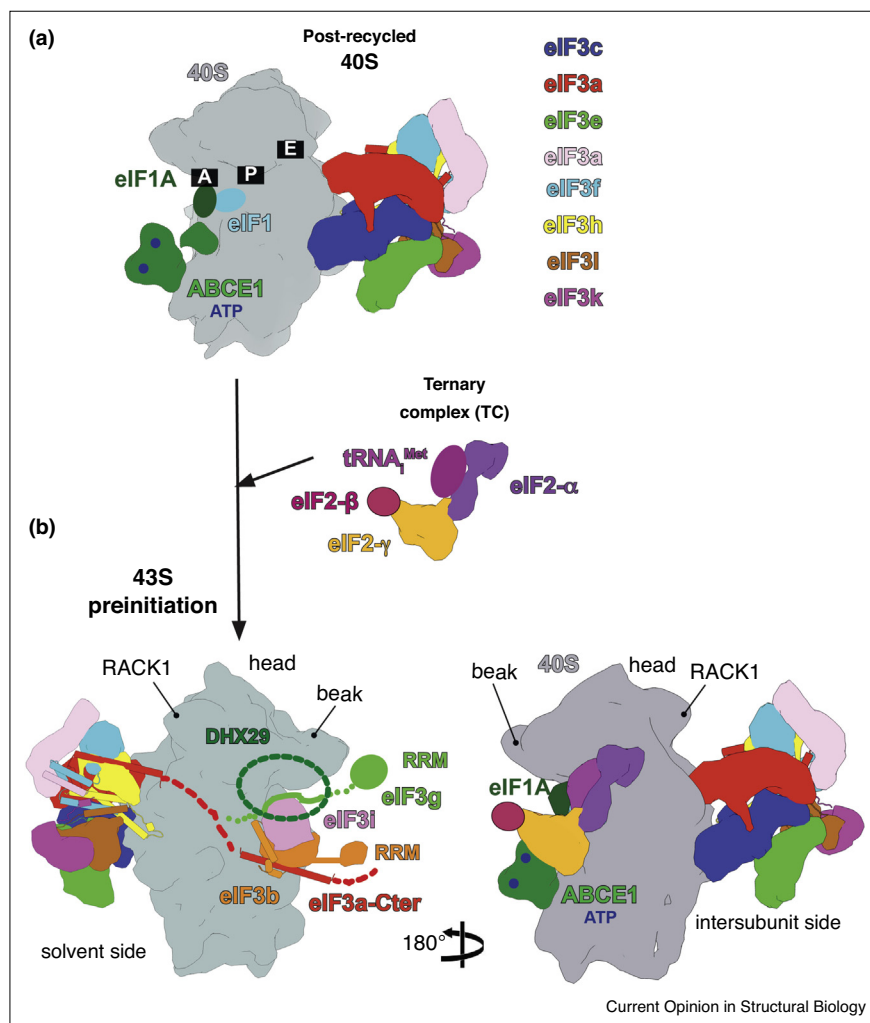 (a)
Post-recycled
40S
40S
E
P
A
eIF1A
eIF1
ABCE1
ATP
eIF3c
eIF3a
eIF3e
eIF3a
eIF3f
eIF3h
eIF3l
eIF3k
Ternary
complex (TC)
tRNAiMet
eIF2-β
eIF2-α
eIF2-γ
(b)
43S
preinitiation
RACK1
head
beak
DHX29
RRM
eIF3g
eIF3i
RRM
eIF3b
eIF3a-Cter
solvent side
180°
40S
head
RACK1
beak
eIF1A
ABCE1
ATP
intersubunit side
Current Opinion in Structural Biology